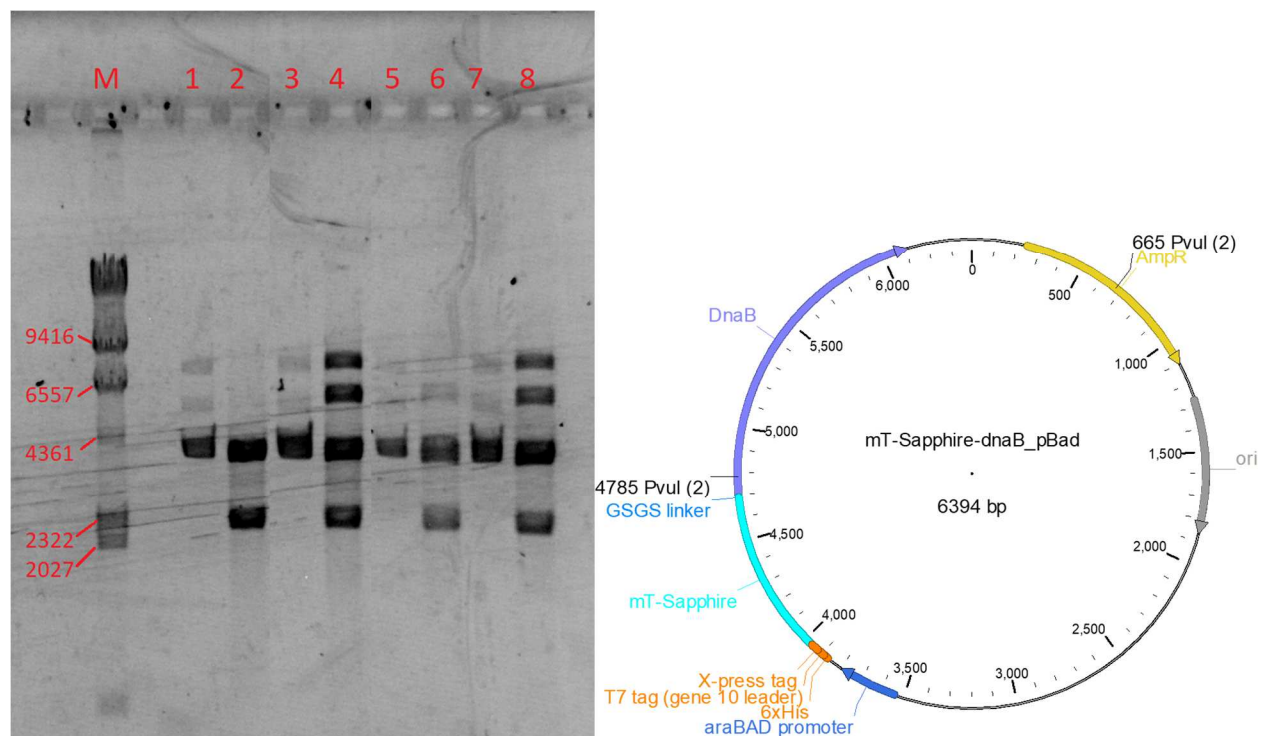 M 1 2 3 4 5 6 7 8
9416
6557
4361
2322
2027
0
665 PvuI (2)
AmpR
500
1,000
ori
1,500
2,000
2,500
3,000
3,500
4,000
4,500
5,000
5,500
6,000
DnaB
4785 PvuI (2)
GSGS linker
mT-Sapphire
X-press tag
T7 tag (gene 10 leader)
6xHis
araBAD promoter
mT-Sapphire-dnaB_pBad
6394 bp